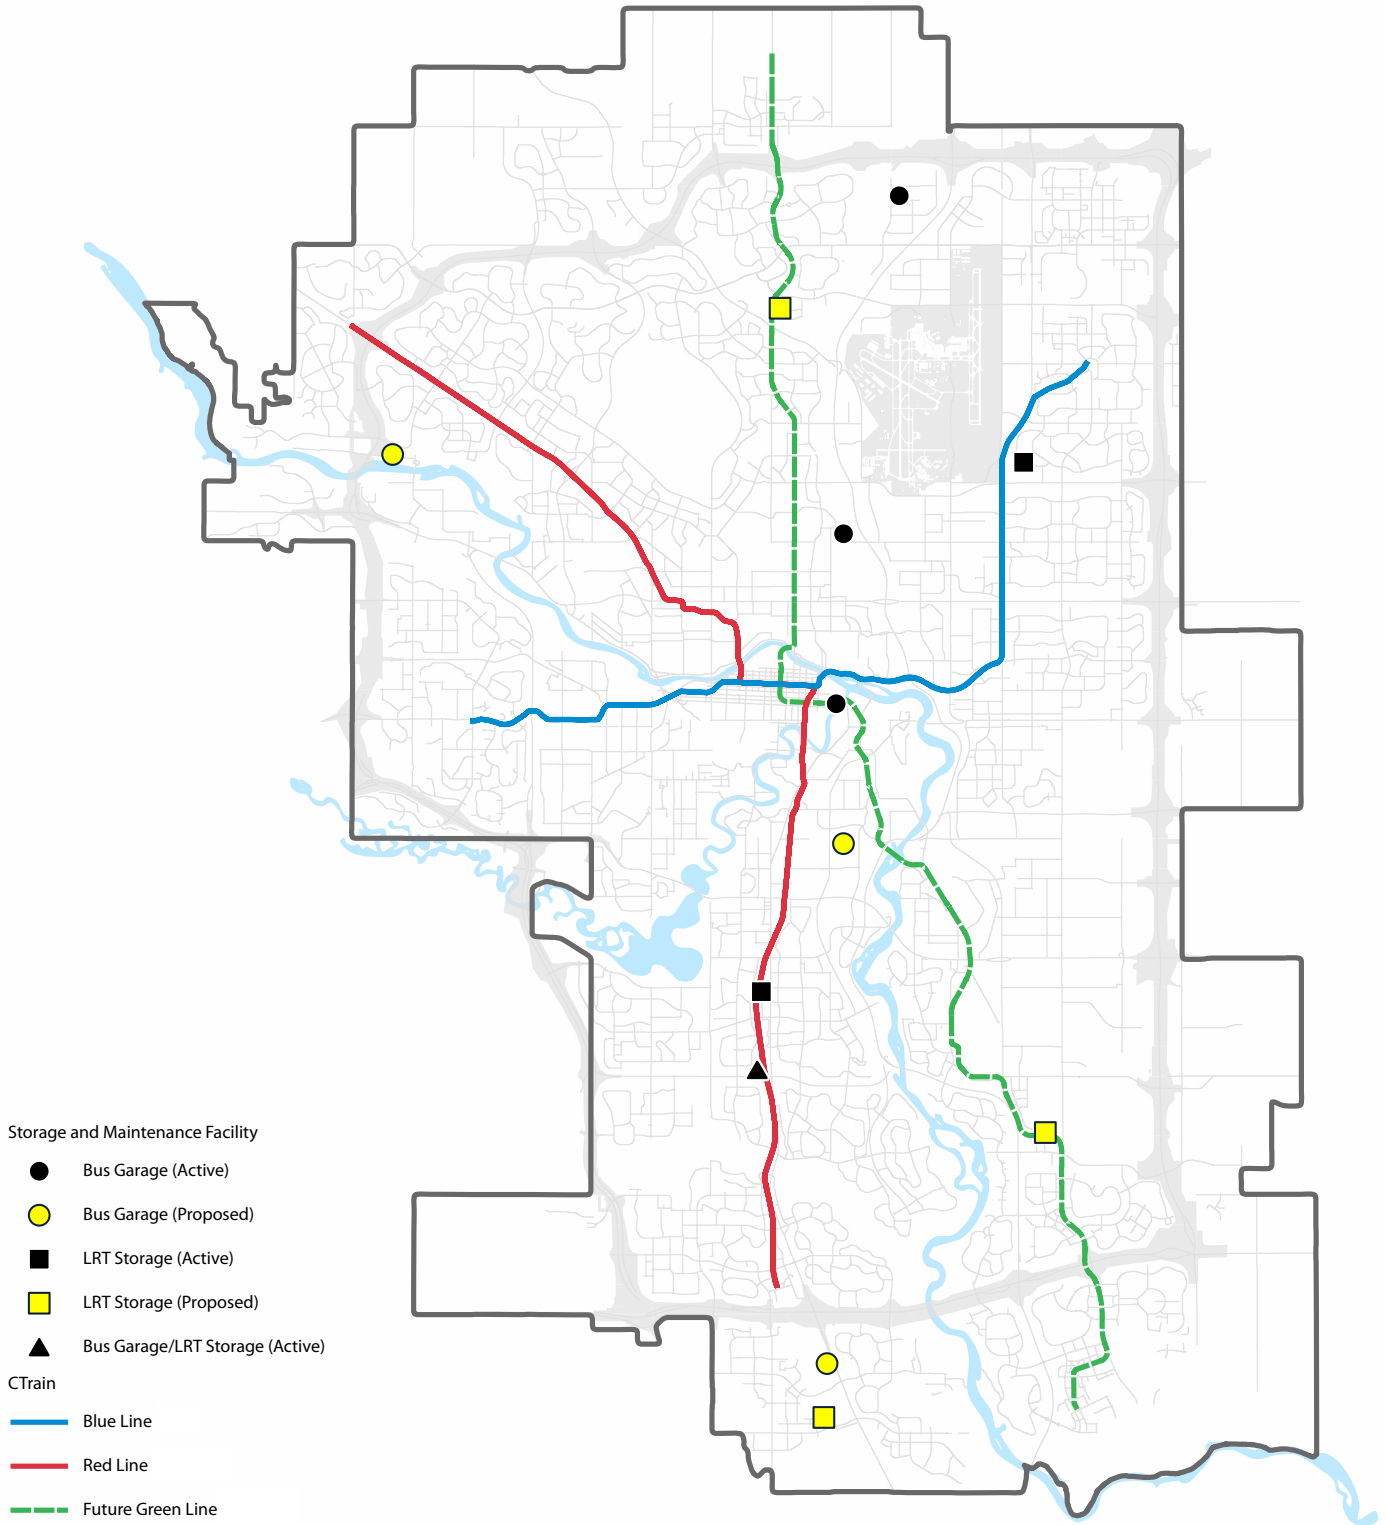 Storage and Maintenance Facility
Bus Garage (Active)
Bus Garage (Proposed)
LRT Storage (Active)
LRT Storage (Proposed)
Bus Garage/LRT Storage (Active)
CTrain
Blue Line
Red Line
Future Green Line